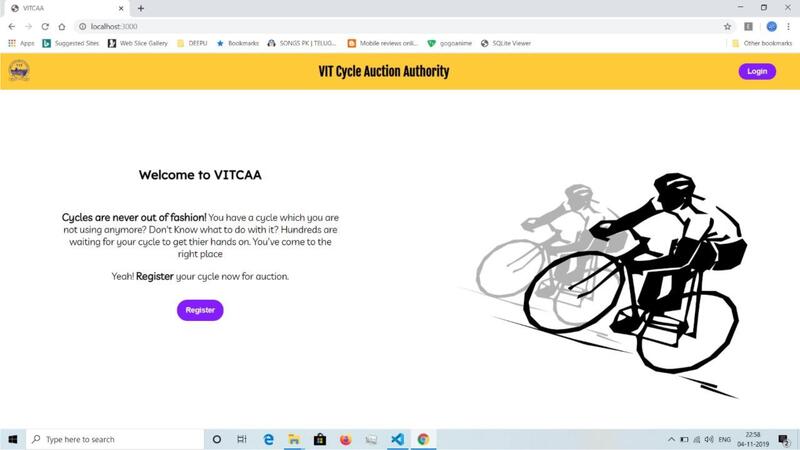 VITCAA
localhost:3000
Apps
Suggested Sites
Web Slice Gallery
DEEPU
Bookmarks
SONGS PK | TELUG...
Mobile reviews onli...
gogoanime
SQLite Viewer
Other bookmarks
VIT Cycle Auction Authority
Login
Welcome to VITCAA
Cycles are never out of fashion! You have a cycle which you are
not using anymore? Don't Know what to do with it? Hundreds are
waiting for your cycle to get thier hands on. You've come to the
right place
Yeah! Register your cycle now for auction.
Register
Type here to search
ENG
22:58
04-11-2019
2